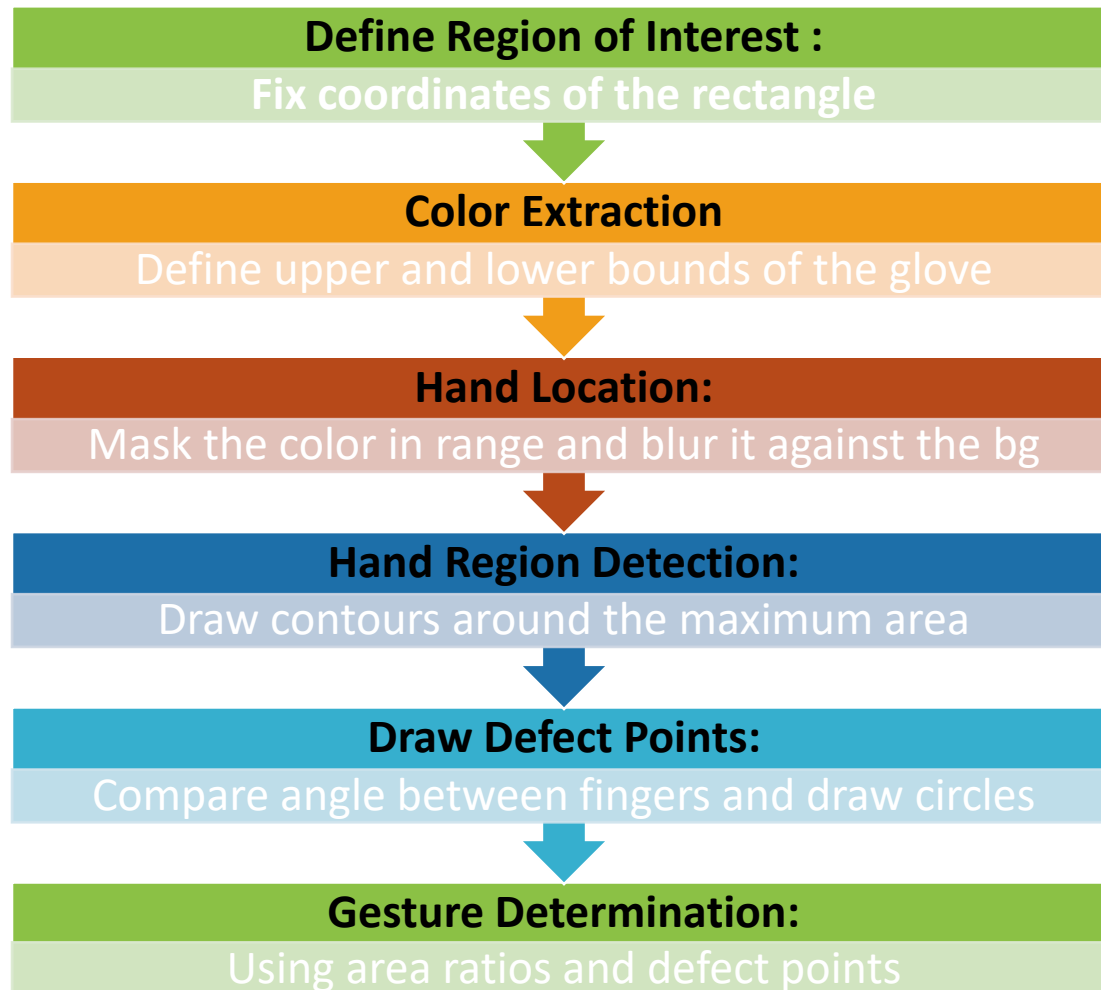 Define Region of Interest :
Fix coordinates of the rectangle
Color Extraction
Define upper and lower bounds of the glove
Hand Location:
Mask the color in range and blur it against the bg
Hand Region Detection:
Draw contours around the maximum area
Draw Defect Points:
Compare angle between fingers and draw circles
Gesture Determination:
Using area ratios and defect points